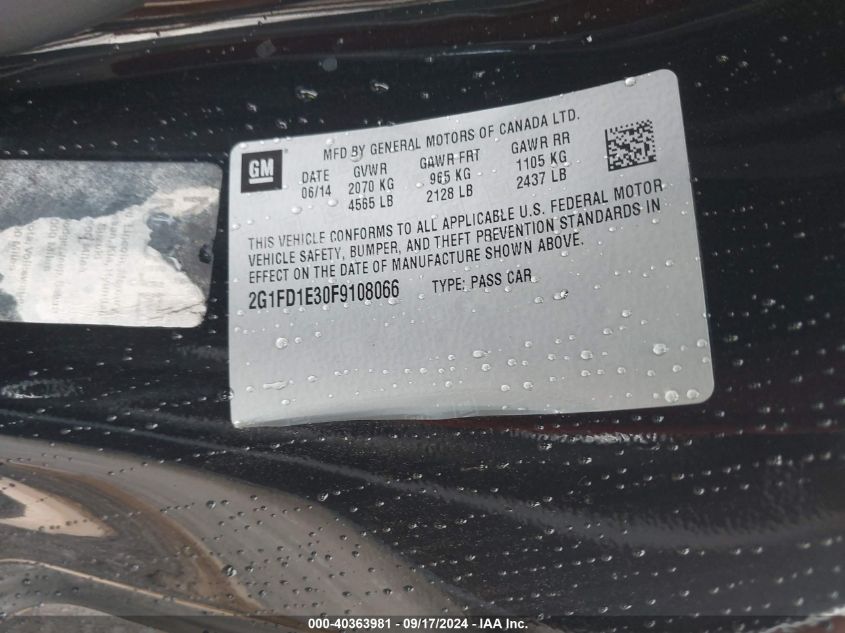 GM
MFD BY GENERAL MOTORS OF CANADA LTD.
DATE GVWR GAWR FRT GAWR RR
06/14 2070 KG 965 KG 1105 KG
4565 LB 2128 LB 2437 LB
THIS VEHICLE CONFORMS TO ALL APPLICABLE U.S. FEDERAL MOTOR
VEHICLE SAFETY, BUMPER, AND THEFT PREVENTION STANDARDS IN
EFFECT ON THE DATE OF MANUFACTURE SHOWN ABOVE.
2G1FD1E30F9108066 TYPE: PASS CAR
000-40363981 - 09/17/2024 - IAA Inc.